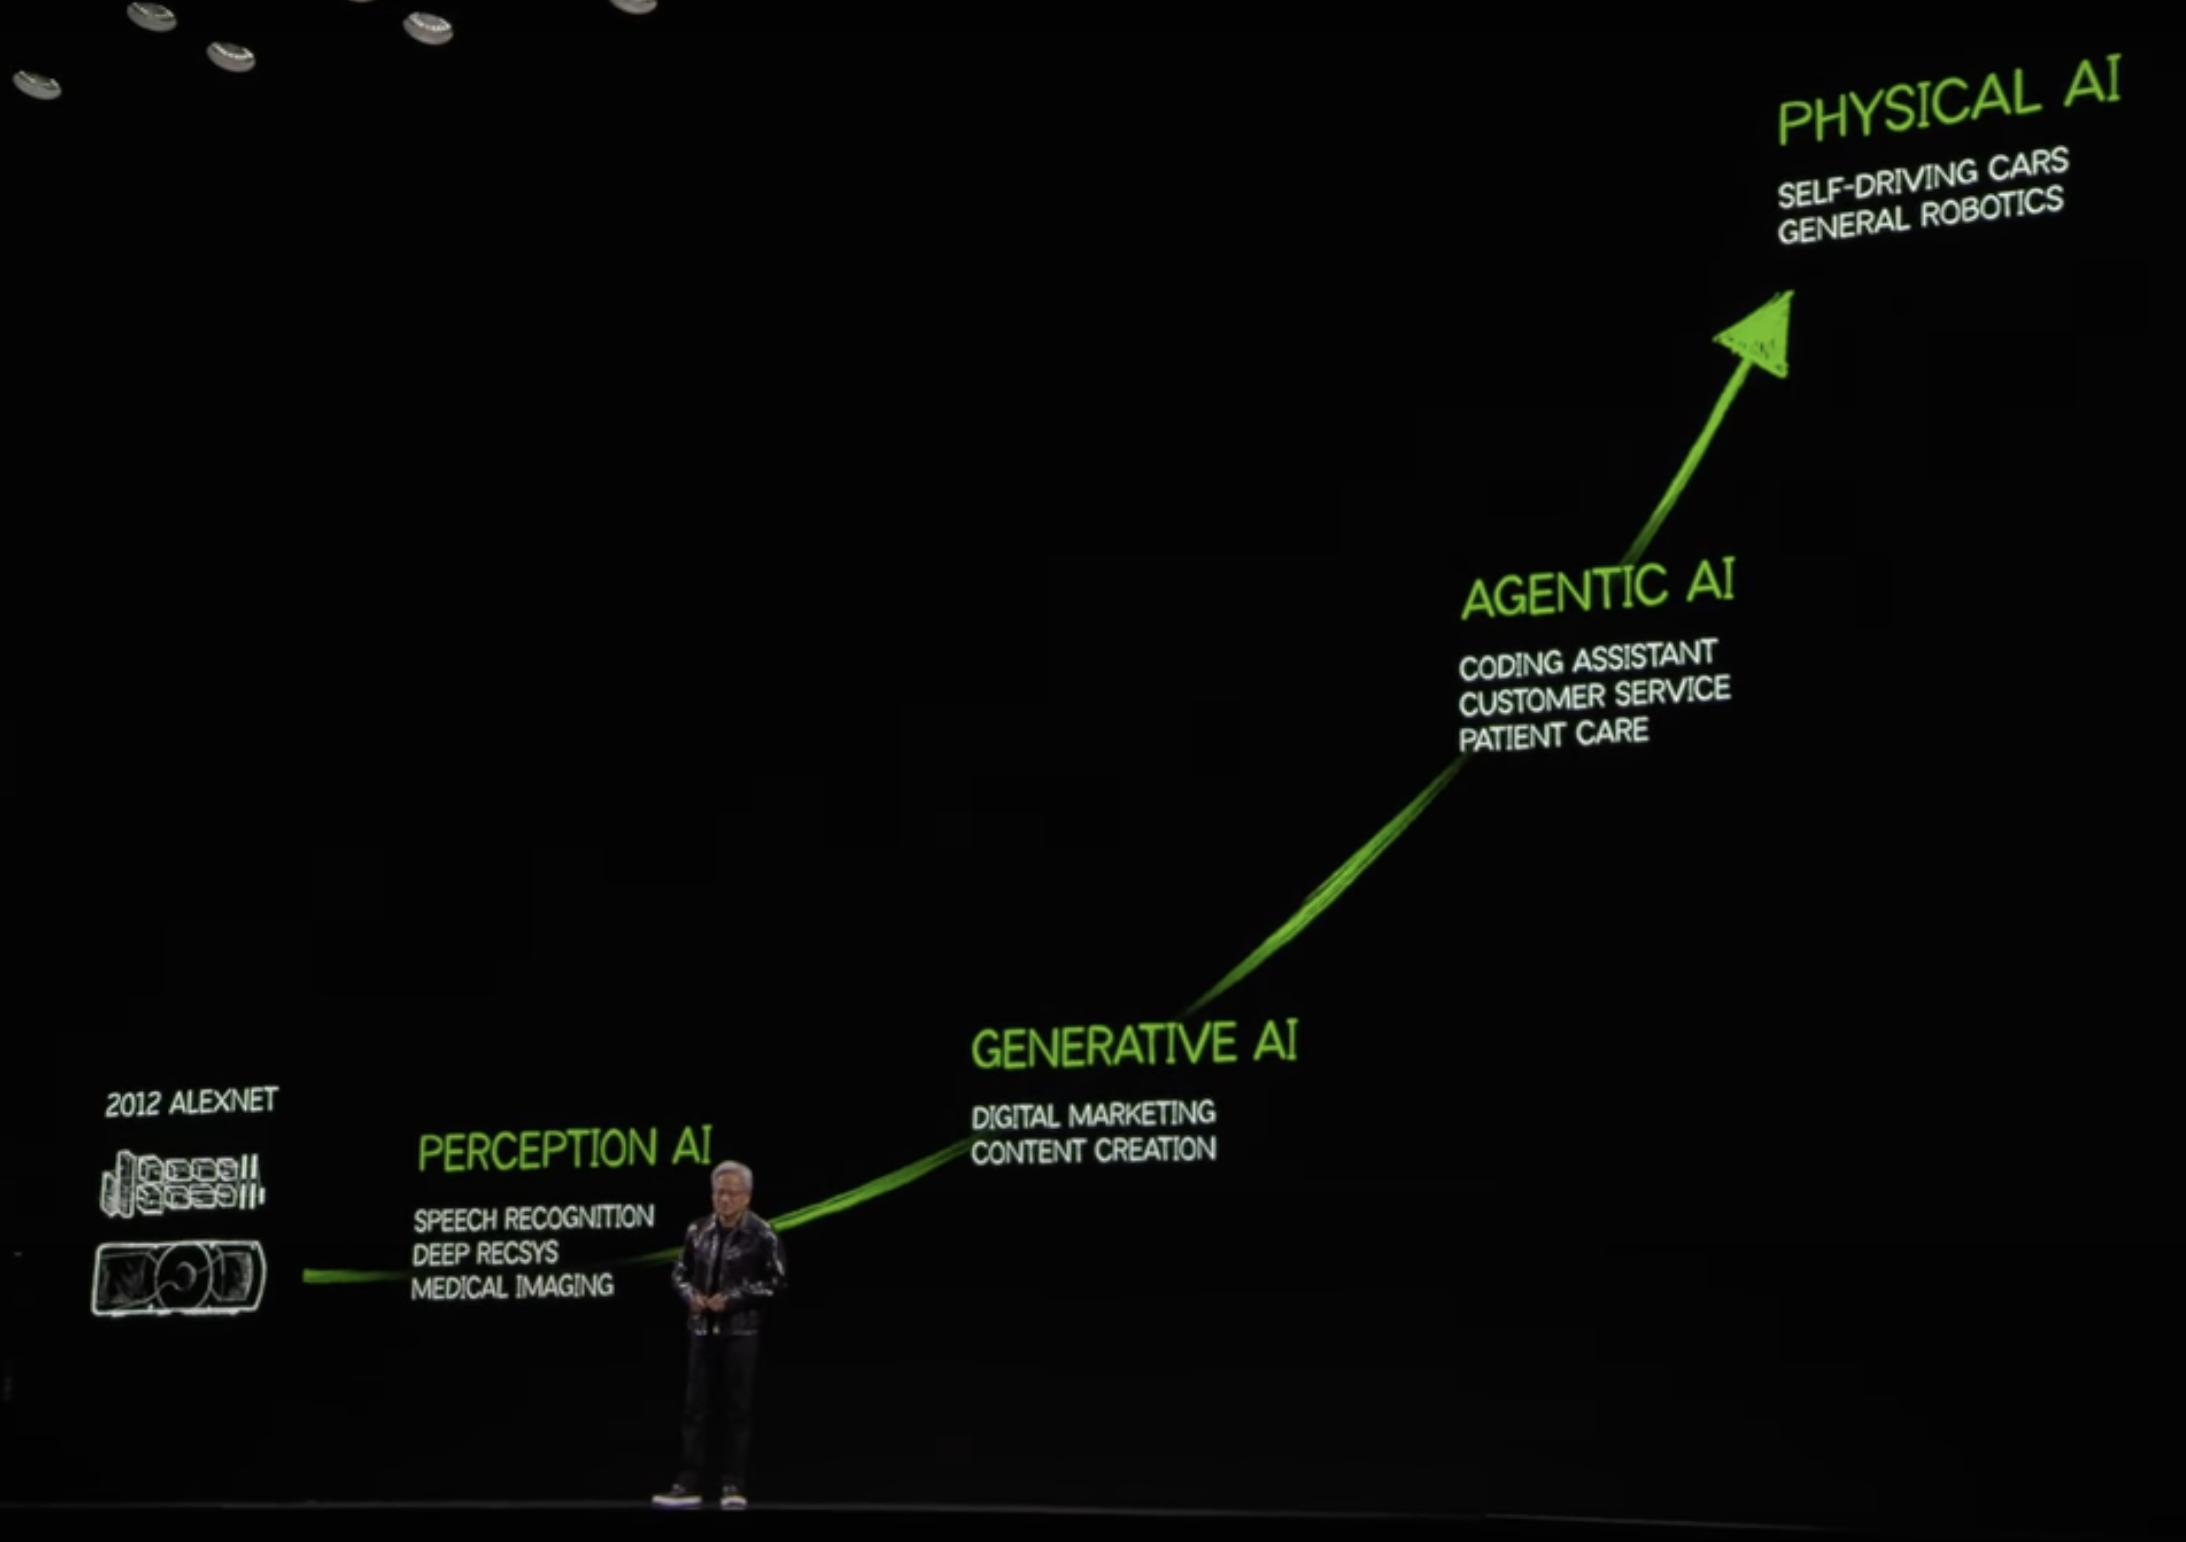 2012 ALEXNET
PERCEPTION AI
SPEECH RECOGNITION
DEEP RECSYS
MEDICAL IMAGING
GENERATIVE AI
DIGITAL MARKETING
CONTENT CREATION
AGENTIC AI
CODING ASSISTANT
CUSTOMER SERVICE
PATIENT CARE
PHYSICAL AI
SELF-DRIVING CARS
GENERAL ROBOTICS